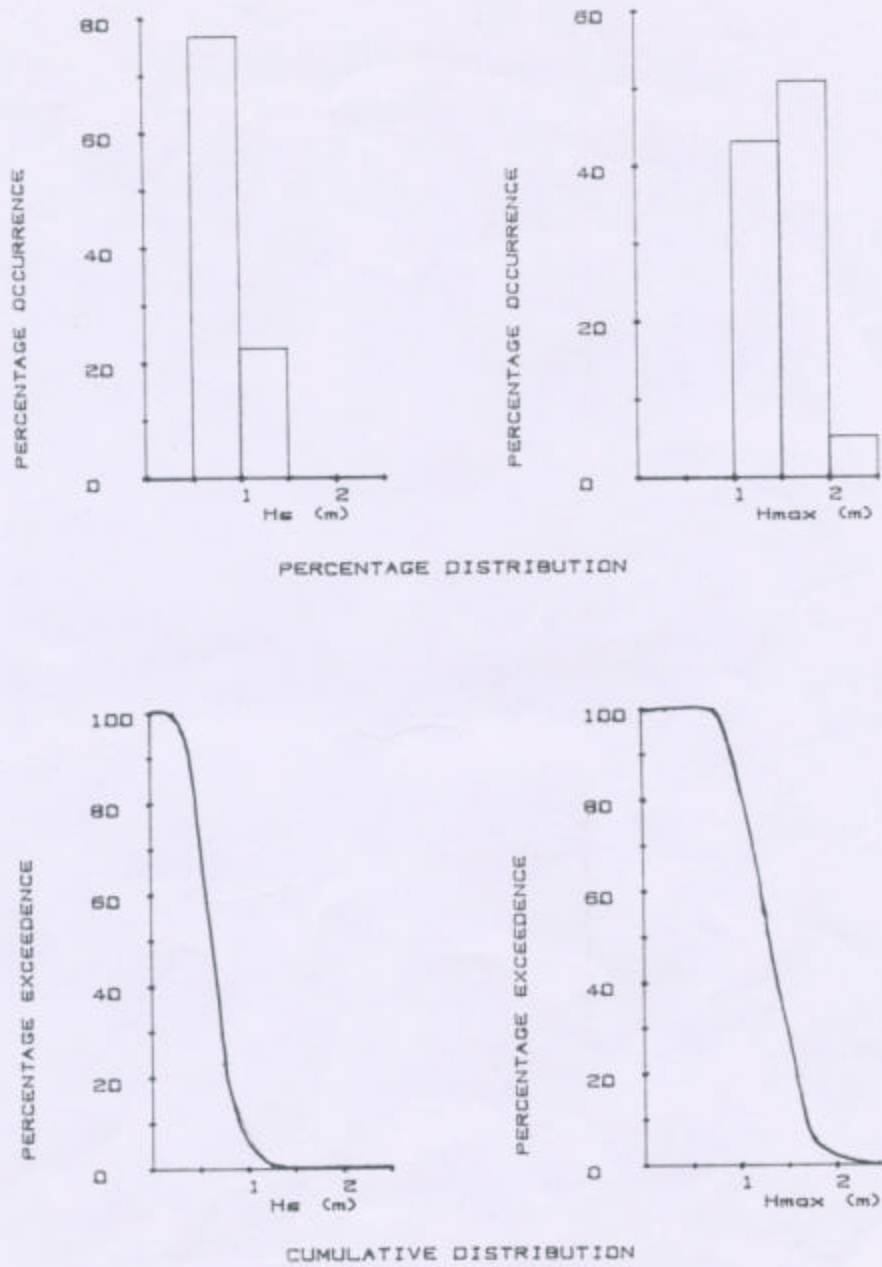 80
60
40
20
0
PERCENTAGE OCCURRENCE
1 2
Hs (m)
60
40
20
0
PERCENTAGE OCCURRENCE
1 2
Hmax (m)
PERCENTAGE DISTRIBUTION
100
80
60
40
20
0
PERCENTAGE EXCEEDENCE
1 2
Hs (m)
100
80
60
40
20
0
PERCENTAGE EXCEEDENCE
1 2
Hmax (m)
CUMULATIVE DISTRIBUTION